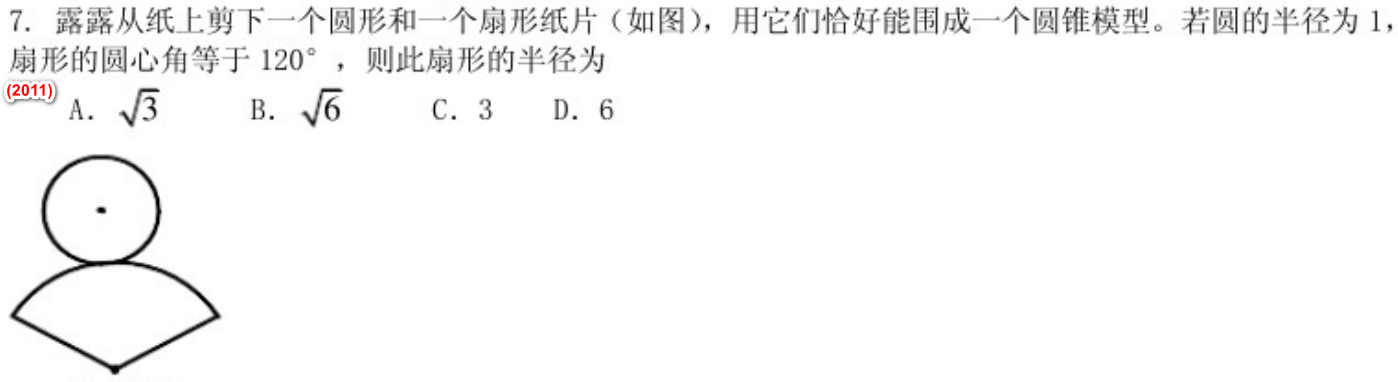 7. 露露从纸上剪下一个圆形和一个扇形纸片（如图），用它们恰好能围成一个圆锥模型。若圆的半径为 1，
扇形的圆心角等于 120°，则此扇形的半径为
(2011)
A. √3 B. √6 C. 3 D. 6